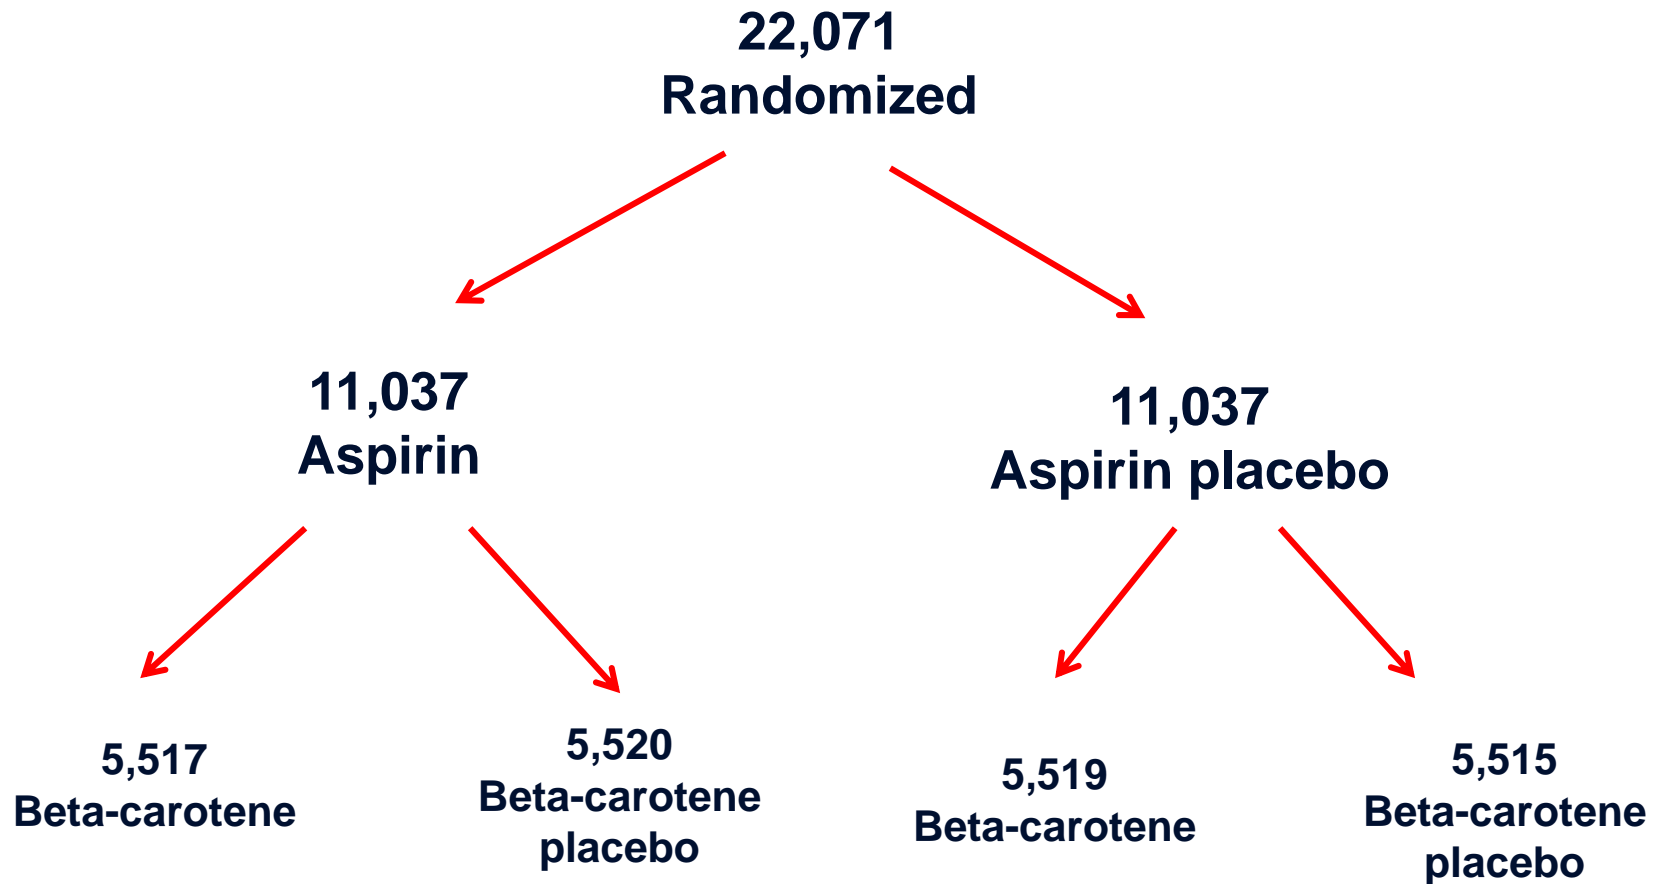 22,071
Randomized
11,037
Aspirin
11,037
Aspirin placebo
5,517
Beta-carotene
5,520
Beta-carotene
placebo
5,519
Beta-carotene
5,515
Beta-carotene
placebo